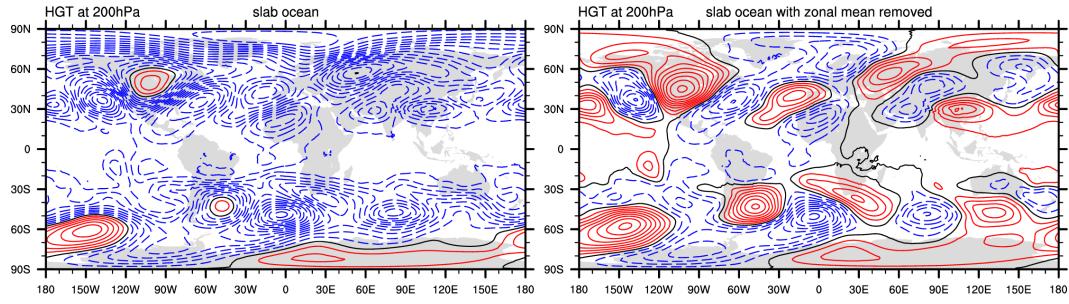 HGT at 200hPa slab ocean
90N
60N
30N
0
30S
60S
90S
180 150W 120W 90W 60W 30W 0 30E 60E 90E 120E 150E 180
HGT at 200hPa slab ocean with zonal mean removed
90N
60N
30N
0
30S
60S
90S
180 150W 120W 90W 60W 30W 0 30E 60E 90E 120E 150E 180